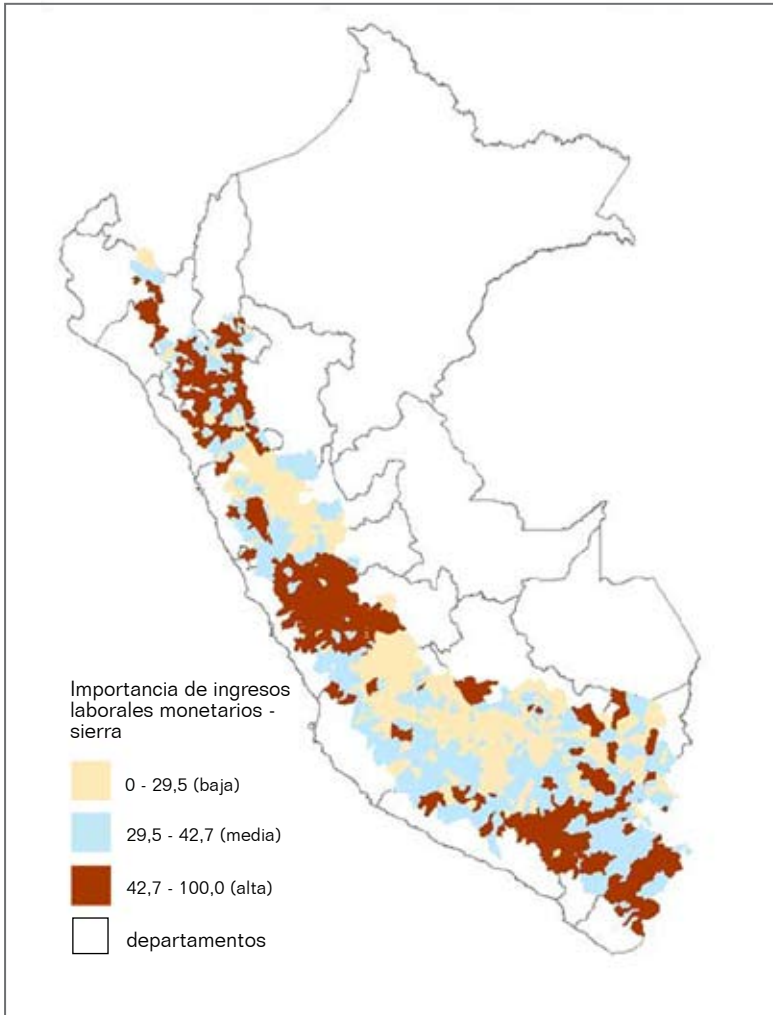 Importancia de ingresos
laborales monetarios -
sierra
0 - 29,5 (baja)
29,5 - 42,7 (media)
42,7 - 100,0 (alta)
departamentos